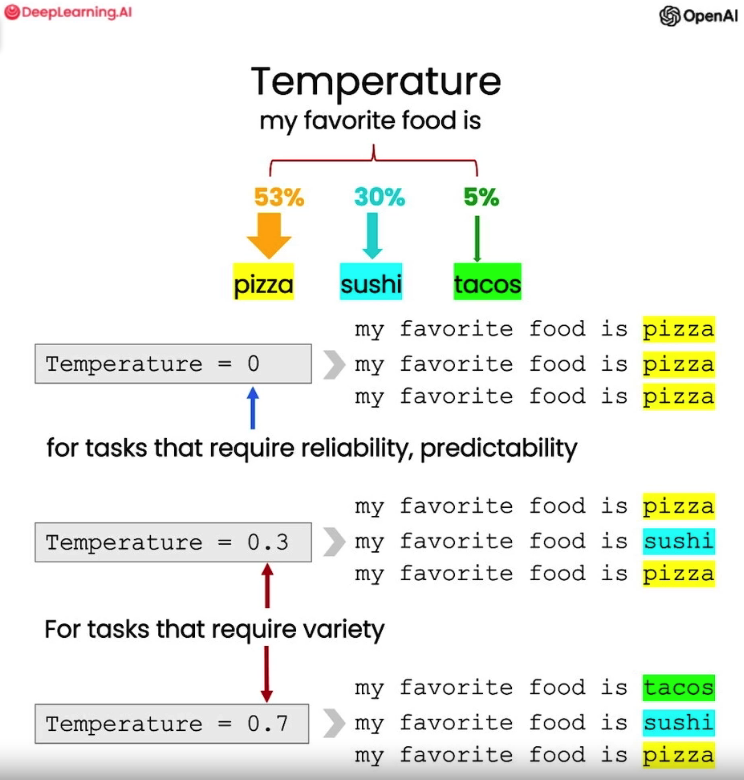 DeepLearning.AI
OpenAI
Temperature
my favorite food is
53% 30% 5%
pizza sushi tacos
my favorite food is pizza
Temperature = 0 my favorite food is pizza
my favorite food is pizza
for tasks that require reliability, predictability
my favorite food is pizza
Temperature = 0.3 my favorite food is sushi
my favorite food is pizza
For tasks that require variety
my favorite food is tacos
Temperature = 0.7 my favorite food is sushi
my favorite food is pizza